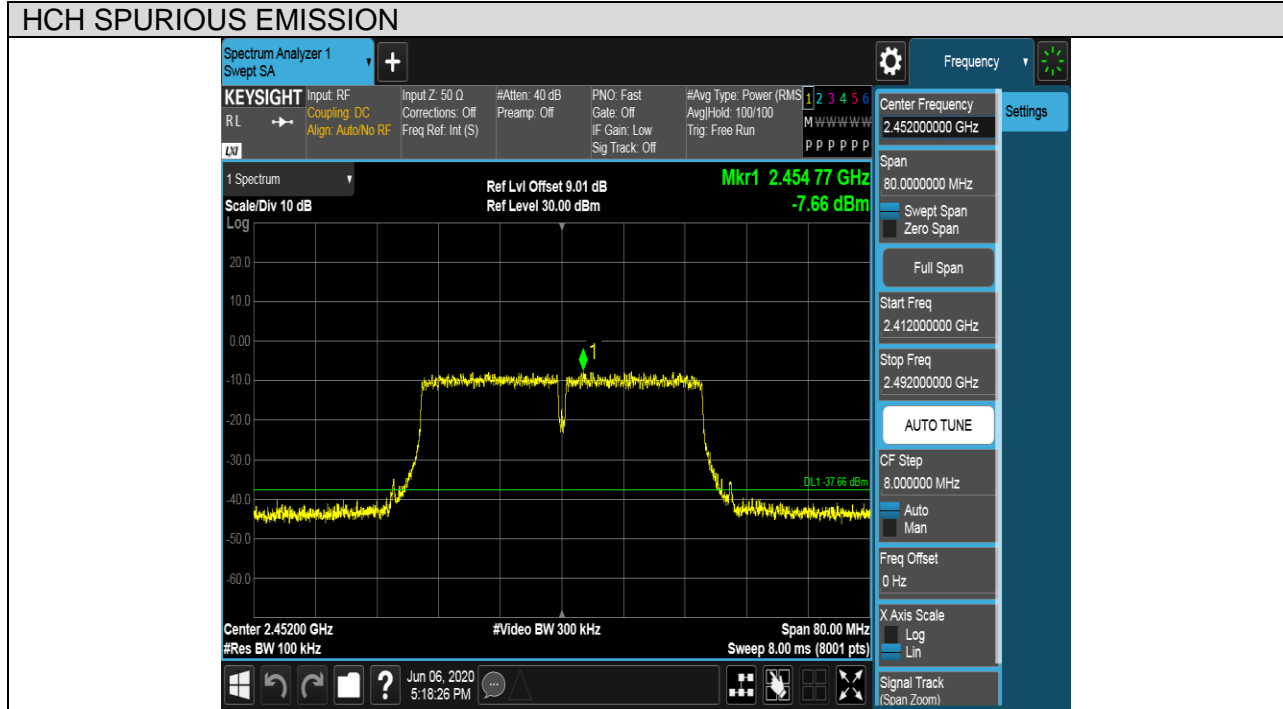 HCH SPURIOUS EMISSION
Spectrum Analyzer 1
Swept SA
Frequency
KEYSIGHT
RL
LXI
Input: RF
Coupling: DC
Align: Auto/No RF
Input Z: 50 Ω
Corrections: Off
Freq Ref: Int (S)
#Atten: 40 dB
Preamp: Off
PNO: Fast
Gate: Off
IF Gain: Low
Sig Track: Off
#Avg Type: Power (RMS
Avg|Hold: 100/100
Trig: Free Run
1 2 3 4 5 6
M W W W W W
P P P P P P
Center Frequency
2.452000000 GHz
Settings
Span
80.0000000 MHz
Swept Span
Zero Span
Full Span
Start Freq
2.412000000 GHz
Stop Freq
2.492000000 GHz
AUTO TUNE
CF Step
8.000000 MHz
Auto
Man
Freq Offset
0 Hz
X Axis Scale
Log
Lin
Signal Track
(Span Zoom)
1 Spectrum
Scale/Div 10 dB
Log
Ref Lvl Offset 9.01 dB
Ref Level 30.00 dBm
Mkr1 2.454 77 GHz
-7.66 dBm
20.0
10.0
0.00
1
-10.0
-20.0
-30.0
DL1 -37.66 dBm
-40.0
-50.0
-60.0
Center 2.45200 GHz
#Res BW 100 kHz
#Video BW 300 kHz
Span 80.00 MHz
Sweep 8.00 ms (8001 pts)
?
Jun 06, 2020
5:18:26 PM